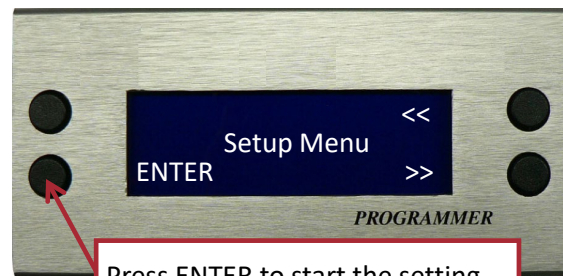 <<
Setup Menu
ENTER >>
PROGRAMMER
Press ENTER to start the setting